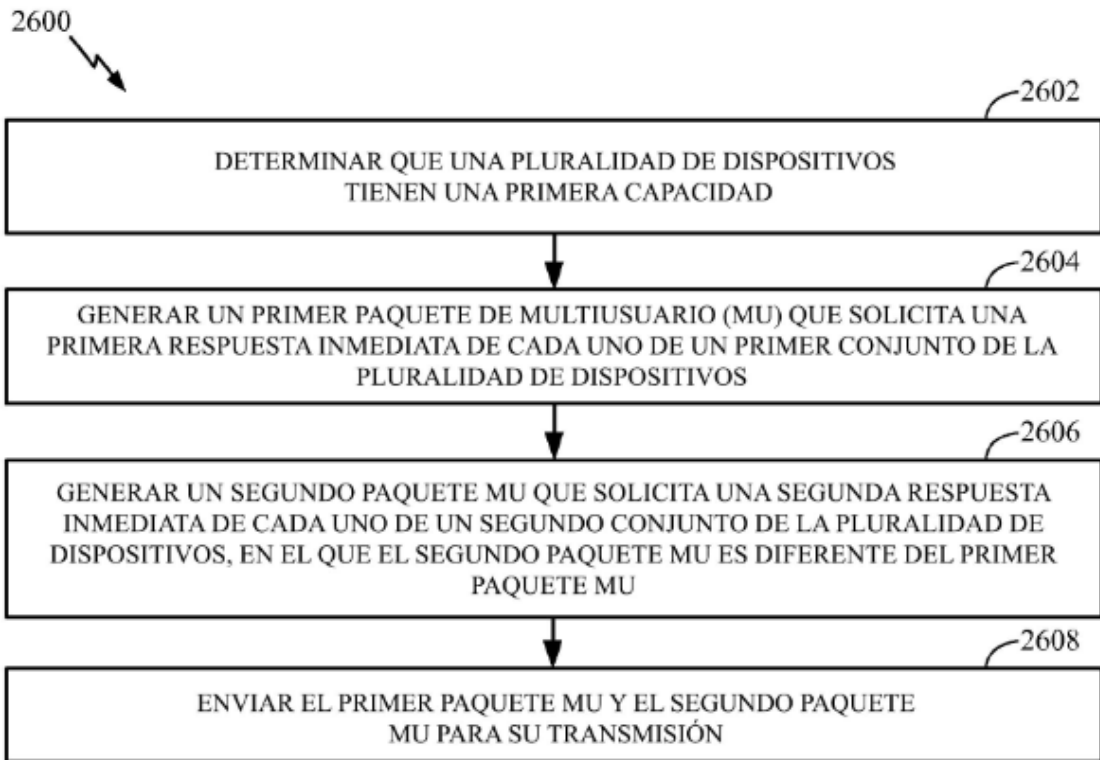 2600
2602
DETERMINAR QUE UNA PLURALIDAD DE DISPOSITIVOS
TIENEN UNA PRIMERA CAPACIDAD
2604
GENERAR UN PRIMER PAQUETE DE MULTIUSUARIO (MU) QUE SOLICITA UNA
PRIMERA RESPUESTA INMEDIATA DE CADA UNO DE UN PRIMER CONJUNTO DE LA
PLURALIDAD DE DISPOSITIVOS
2606
GENERAR UN SEGUNDO PAQUETE MU QUE SOLICITA UNA SEGUNDA RESPUESTA
INMEDIATA DE CADA UNO DE UN SEGUNDO CONJUNTO DE LA PLURALIDAD DE
DISPOSITIVOS, EN EL QUE EL SEGUNDO PAQUETE MU ES DIFERENTE DEL PRIMER
PAQUETE MU
2608
ENVIAR EL PRIMER PAQUETE MU Y EL SEGUNDO PAQUETE
MU PARA SU TRANSMISIÓN